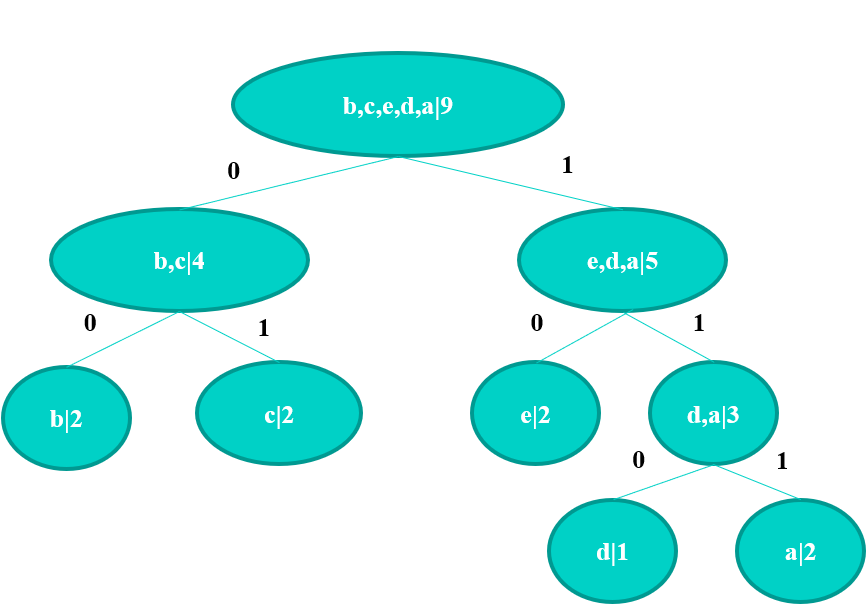 b,c,e,d,a|9
0
1
b,c|4
e,d,a|5
0
1
0
1
b|2
c|2
e|2
d,a|3
0
1
d|1
a|2